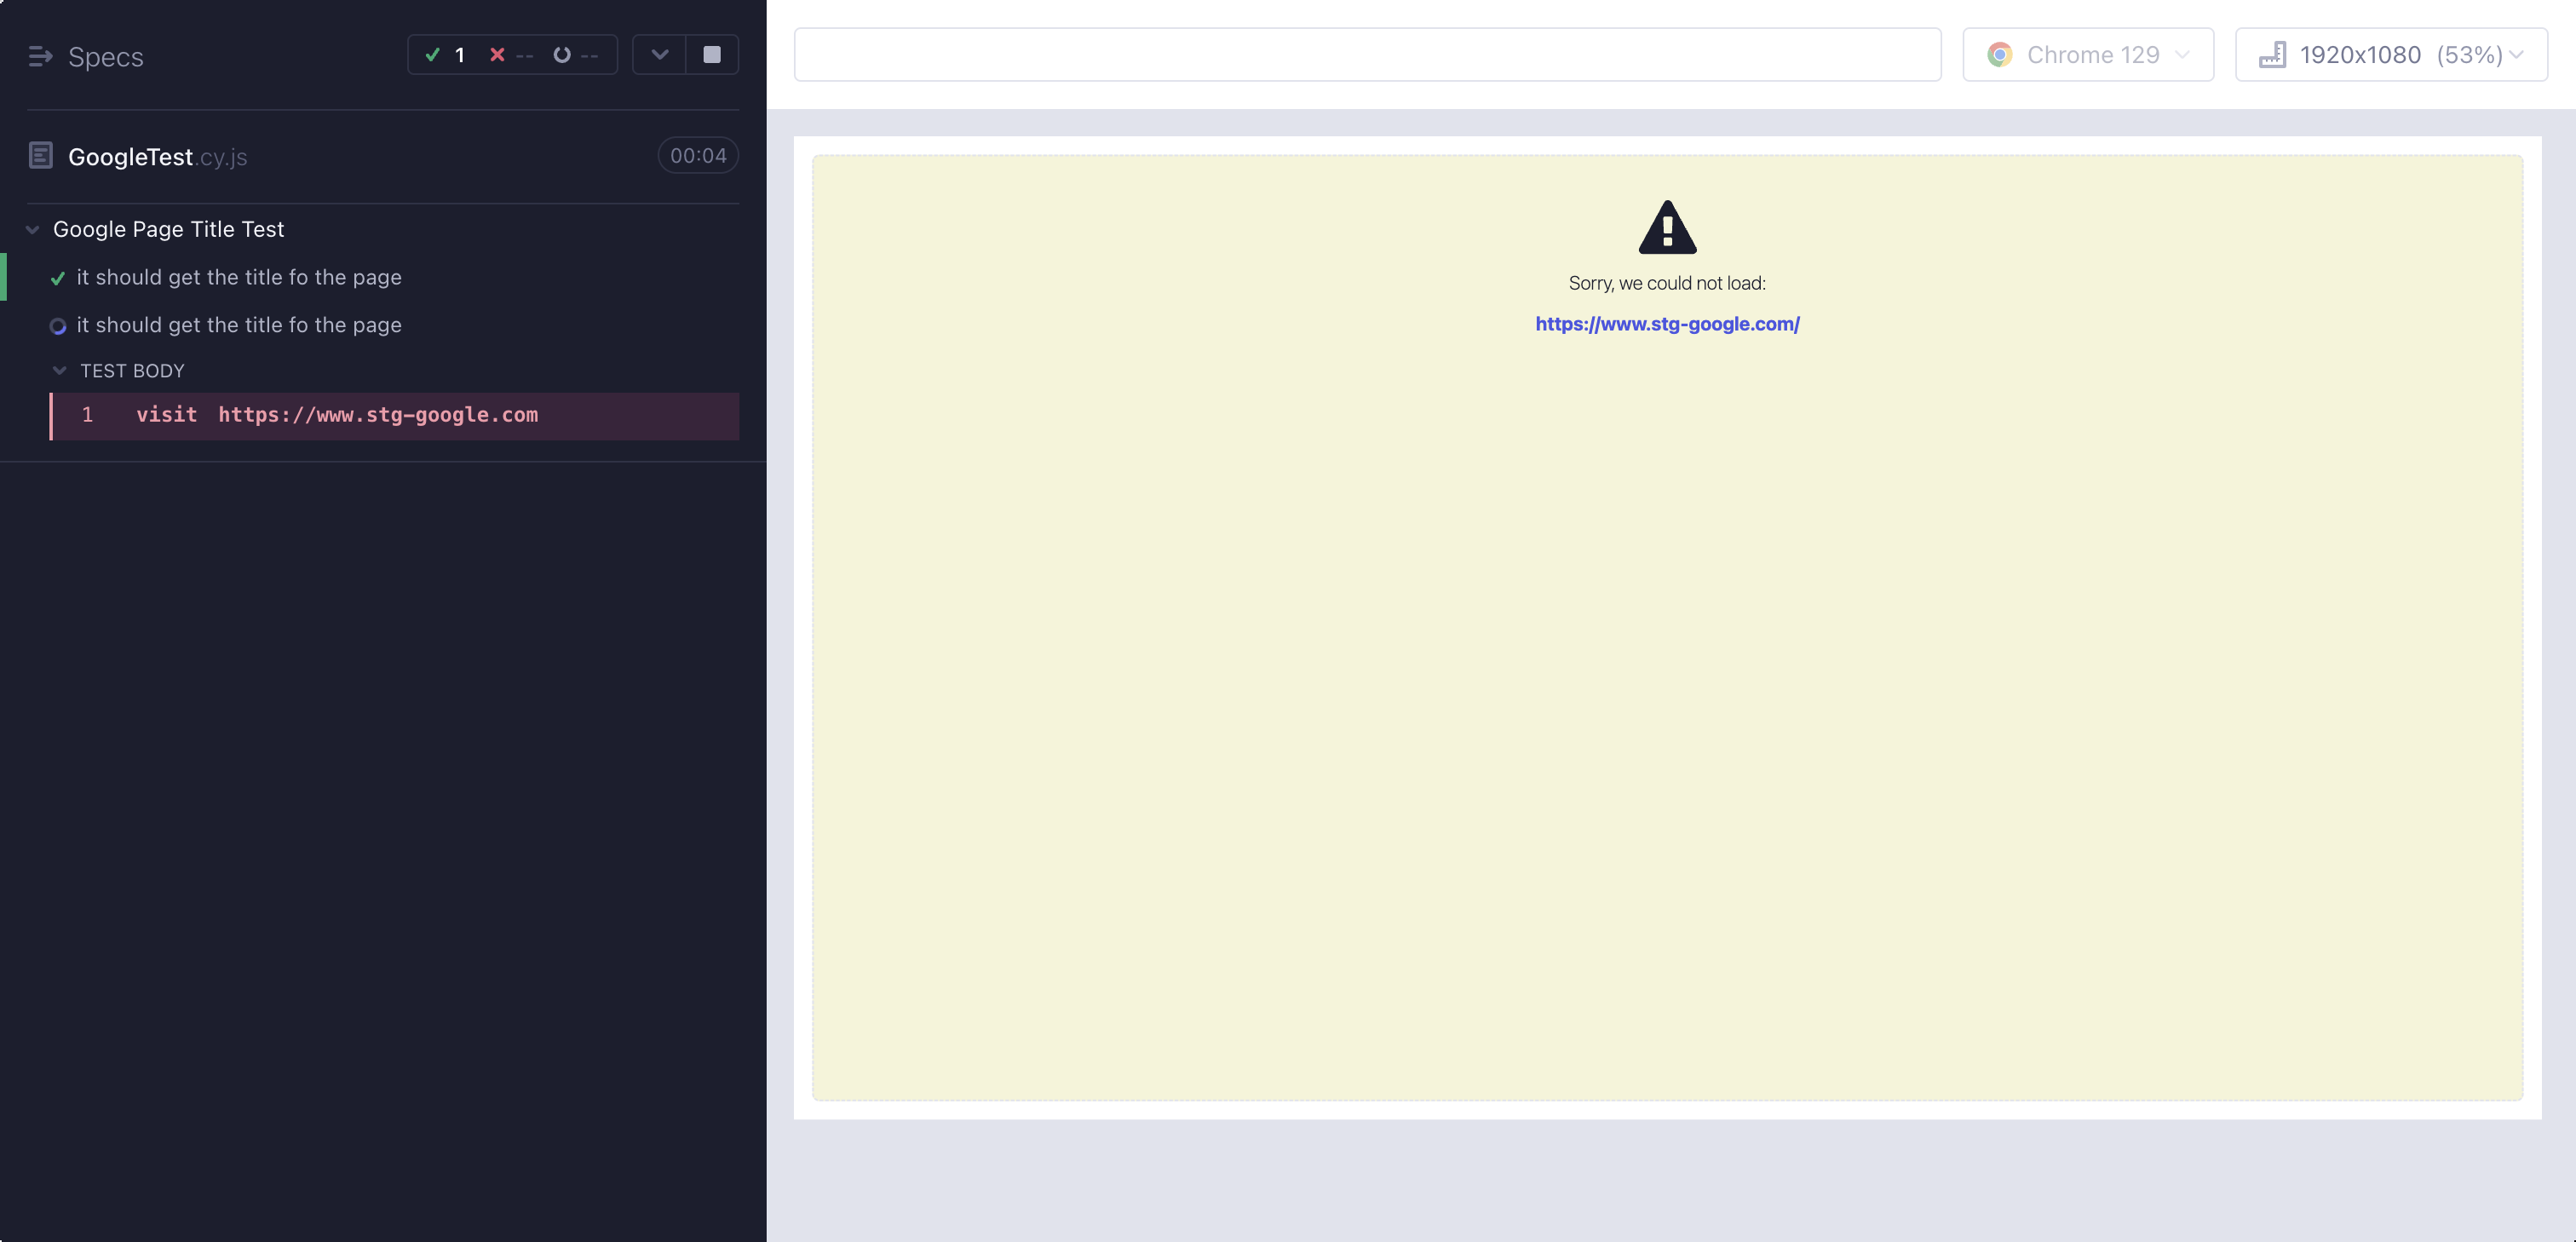 Specs
1 -- --
GoogleTest.cy.js
00:04
Google Page Title Test
it should get the title fo the page
it should get the title fo the page
TEST BODY
1 visit https://www.stg-google.com
Chrome 129
1920x1080 (53%)
Sorry, we could not load:
https://www.stg-google.com/